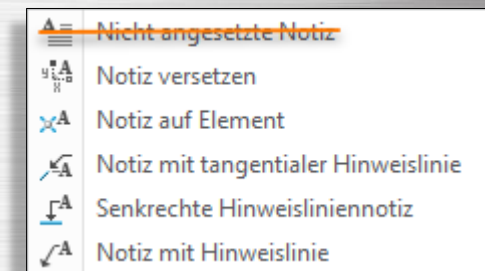 Nicht angesetzte Notiz
Notiz versetzen
Notiz auf Element
Notiz mit tangentialer Hinweislinie
Senkrechte Hinweisliniennotiz
Notiz mit Hinweislinie